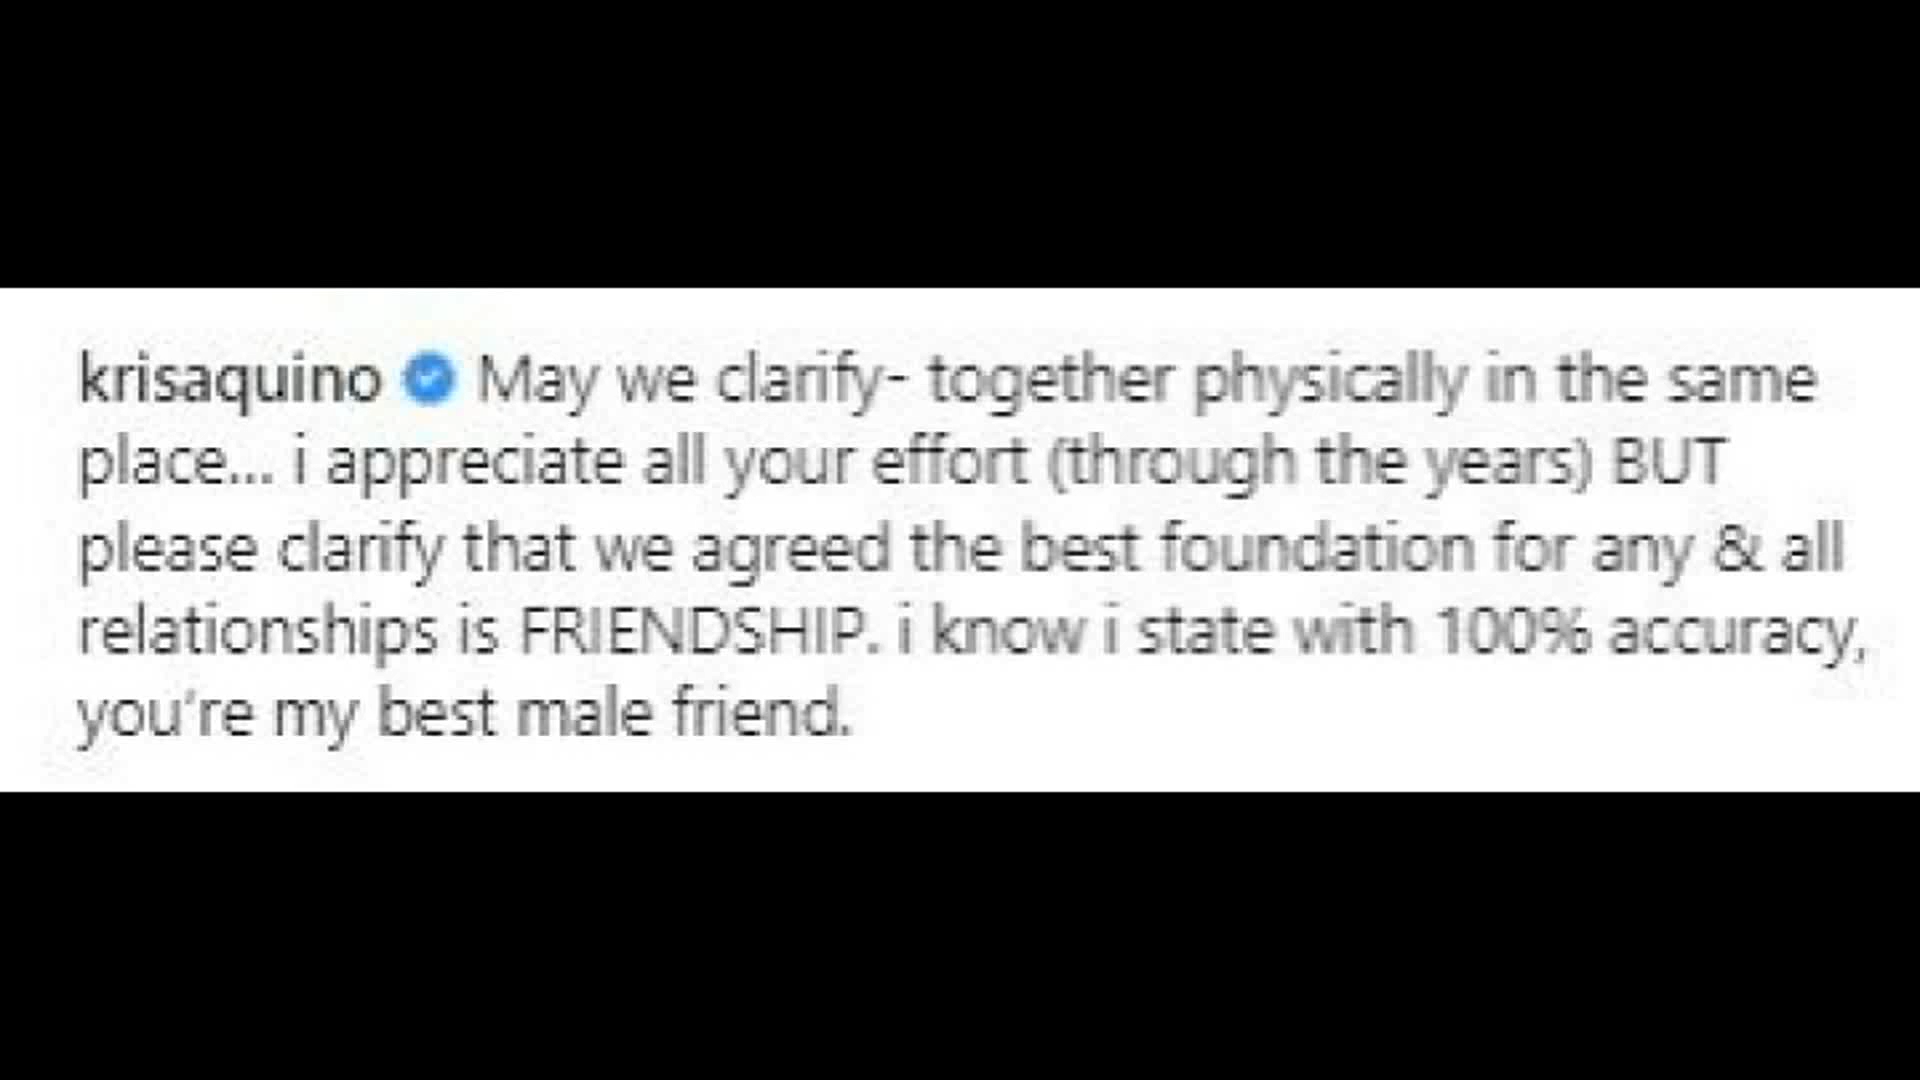 krisaquino May we clarify- together physically in the same
place... i appreciate all your effort (through the years) BUT
please clarify that we agreed the best foundation for any & all
relationships is FRIENDSHIP. i know i state with 100% accuracy,
you're my best male friend.